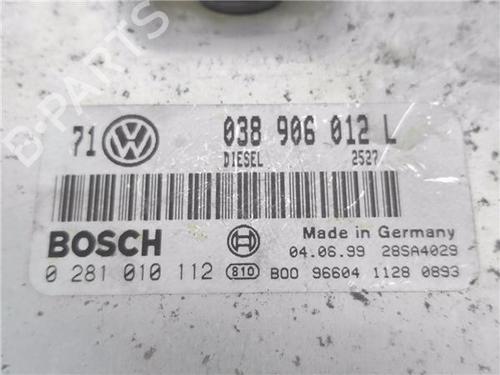 B-PARTS
71 VW 038 906 012 L
DIESEL 2527
BOSCH Made in Germany
04.06.99 28SA4029
0 281 010 112 810 B00 96604 1128 0893